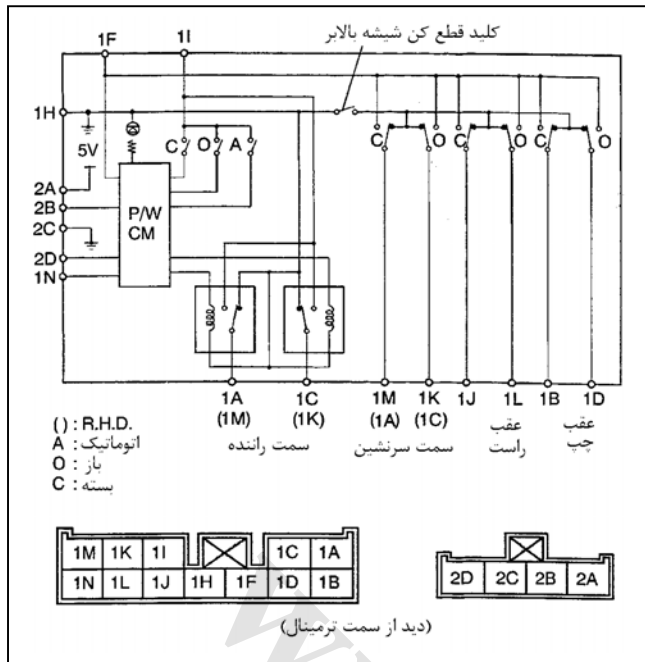 کلید قطع کن شیشه بالابر
1F 1I
1H
C O A
C O C O C O
5V
2A
2B
2C
2D
1N
P/W
CM
1A 1C 1M 1K 1J 1L 1B 1D
(1M) (1K) (1A) (1C)
سمت راننده
سمت سرنشین
عقب راست
عقب چپ
( ) : R.H.D.
A : اتوماتیک
O : باز
C : بسته
1M 1K 1I 1C 1A
1N 1L 1J 1H 1F 1D 1B
2D 2C 2B 2A
(دید از سمت ترمینال)